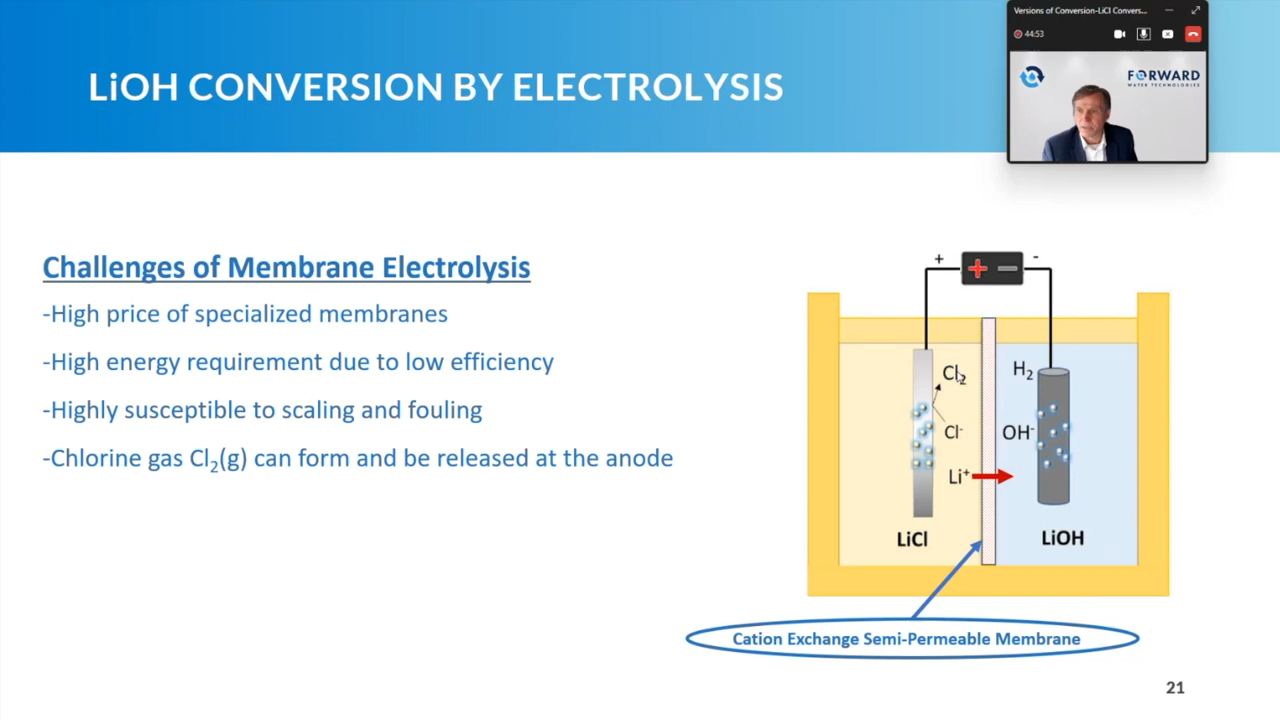 Versions of Conversion-LiCl Convers...
44:53
FORWARD
WATER TECHNOLOGIES
LiOH CONVERSION BY ELECTROLYSIS
Challenges of Membrane Electrolysis
-High price of specialized membranes
-High energy requirement due to low efficiency
-Highly susceptible to scaling and fouling
-Chlorine gas Cl₂(g) can form and be released at the anode
+ -
Cl₂
H₂
Cl⁻
OH⁻
Li⁺
LiCl
LiOH
Cation Exchange Semi-Permeable Membrane
21